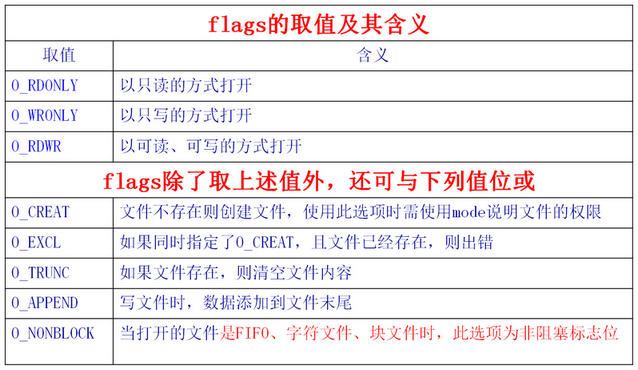 flags的取值及其含义
取值 含义
O_RDONLY 以只读的方式打开
O_WRONLY 以只写的方式打开
O_RDWR 以可读、可写的方式打开
flags除了取上述值外，还可与下列值位或
O_CREAT 文件不存在则创建文件，使用此选项时需使用mode说明文件的权限
O_EXCL 如果同时指定了O_CREAT，且文件已经存在，则出错
O_TRUNC 如果文件存在，则清空文件内容
O_APPEND 写文件时，数据添加到文件末尾
O_NONBLOCK 当打开的文件是FIFO、字符文件、块文件时，此选项为非阻塞标志位